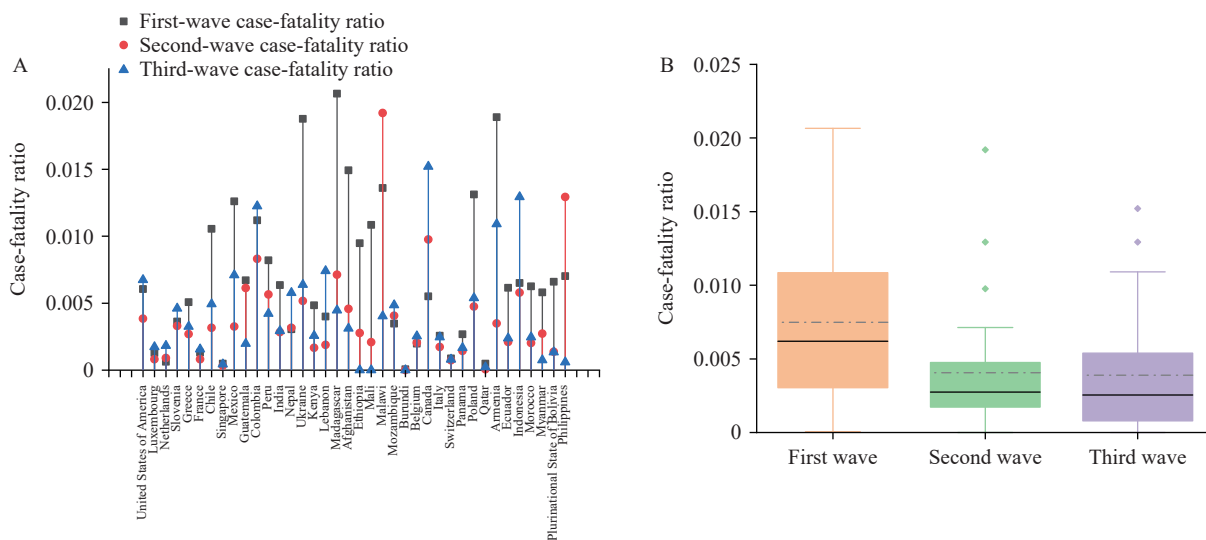 First-wave case-fatality ratio
Second-wave case-fatality ratio
Third-wave case-fatality ratio
A
0.020
0.015
0.010
0.005
0
Case-fatality ratio
United States of America
Luxembourg
Netherlands
Slovenia
Greece
France
Chile
Singapore
Mexico
Guatemala
Colombia
Peru
India
Nepal
Ukraine
Kenya
Lebanon
Madagascar
Afghanistan
Ethiopia
Mali
Malawi
Mozambique
Burundi
Belgium
Canada
Italy
Switzerland
Panama
Poland
Qatar
Armenia
Ecuador
Indonesia
Morocco
Myanmar
Plurinational State of Bolivia
Philippines
B
0.025
0.020
0.015
0.010
0.005
0
Case-fatality ratio
First wave
Second wave
Third wave